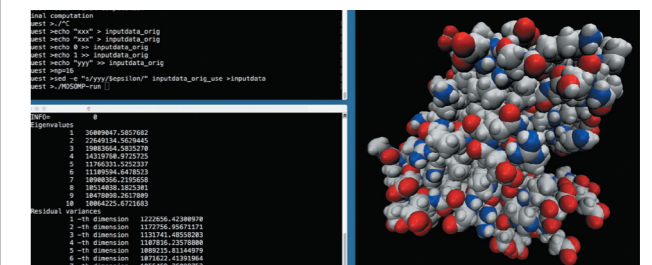 inal computation
uest >./^C
uest >echo "xxx" > inputdata_orig
uest >echo "xxx" > inputdata_orig
uest >echo 0 >> inputdata_orig
uest >echo 1 >> inputdata_orig
uest >echo "yyy" >> inputdata_orig
uest >np=16
uest >sed -e "s/yyy/$epsilon/" inputdata_orig_use >inputdata
uest >./MDSOMP-run
INFO= 0
Eigenvalues
1 36009047.5857682
2 22649134.5629445
3 19083664.5835270
4 14319760.9725725
5 11766331.5252337
6 11109594.6478523
7 10900366.2195658
8 10514038.1825301
9 10478098.2617809
10 10064225.6721683
Residual variances
1 -th dimension 1222656.42300970
2 -th dimension 1172756.95671171
3 -th dimension 1131741.48558203
4 -th dimension 1107816.23578800
5 -th dimension 1089215.81144979
6 -th dimension 1071622.41391964